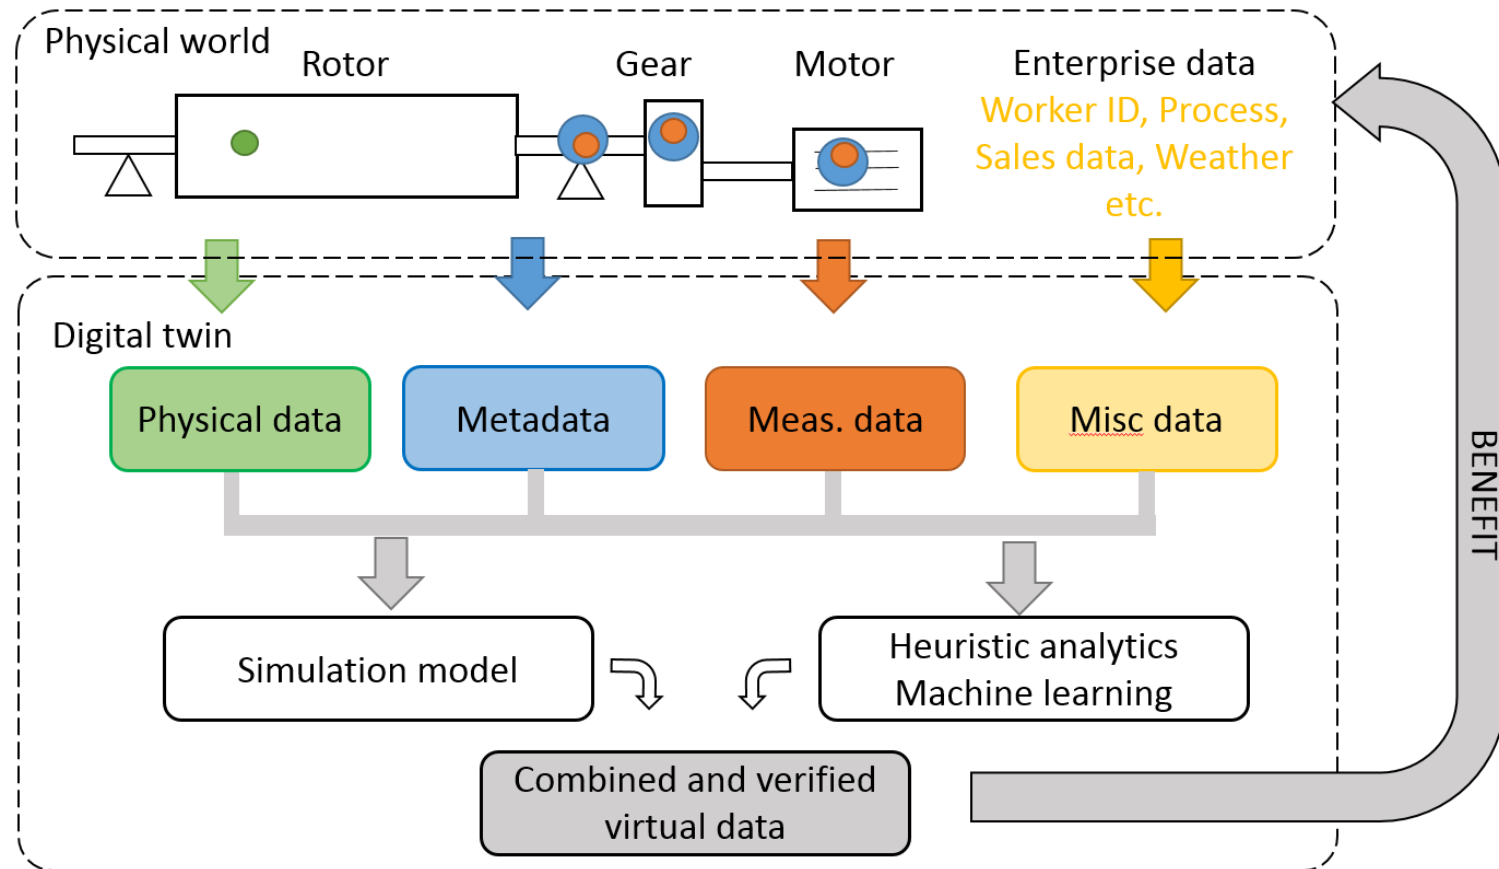 Physical world
Rotor
Gear
Motor
Enterprise data
Worker ID, Process,
Sales data, Weather
etc.
Digital twin
Physical data
Metadata
Meas. data
Misc data
BENEFIT
Simulation model
Heuristic analytics
Machine learning
Combined and verified
virtual data